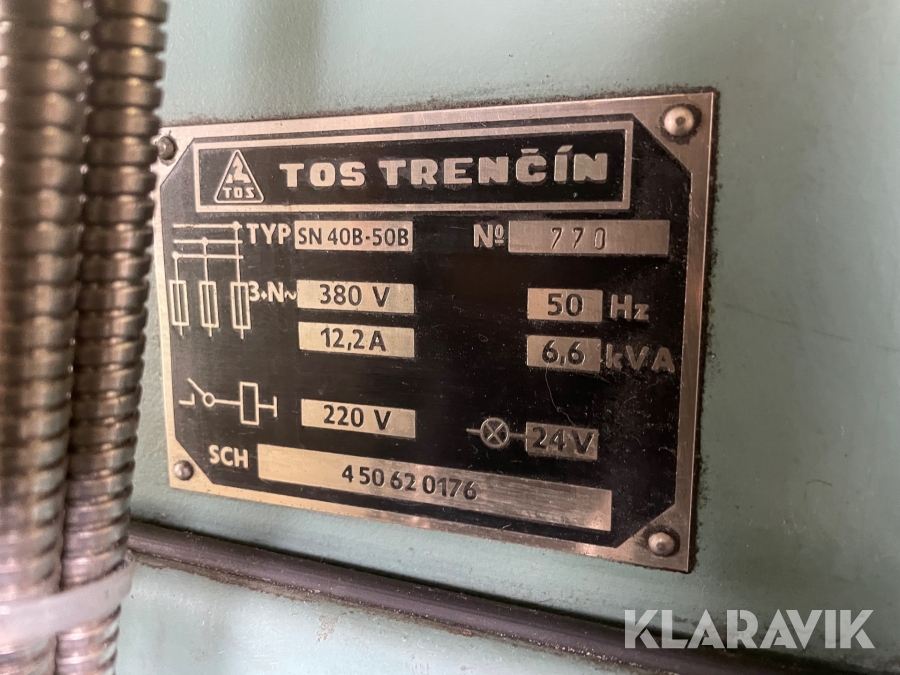 TOS TOS TRENČÍN
TYP SN 40B-50B Nº 770
3+N~ 380 V 50 Hz
12,2A 6,6 kVA
220 V 24V
SCH 4 50 62 0176
KLARAVIK